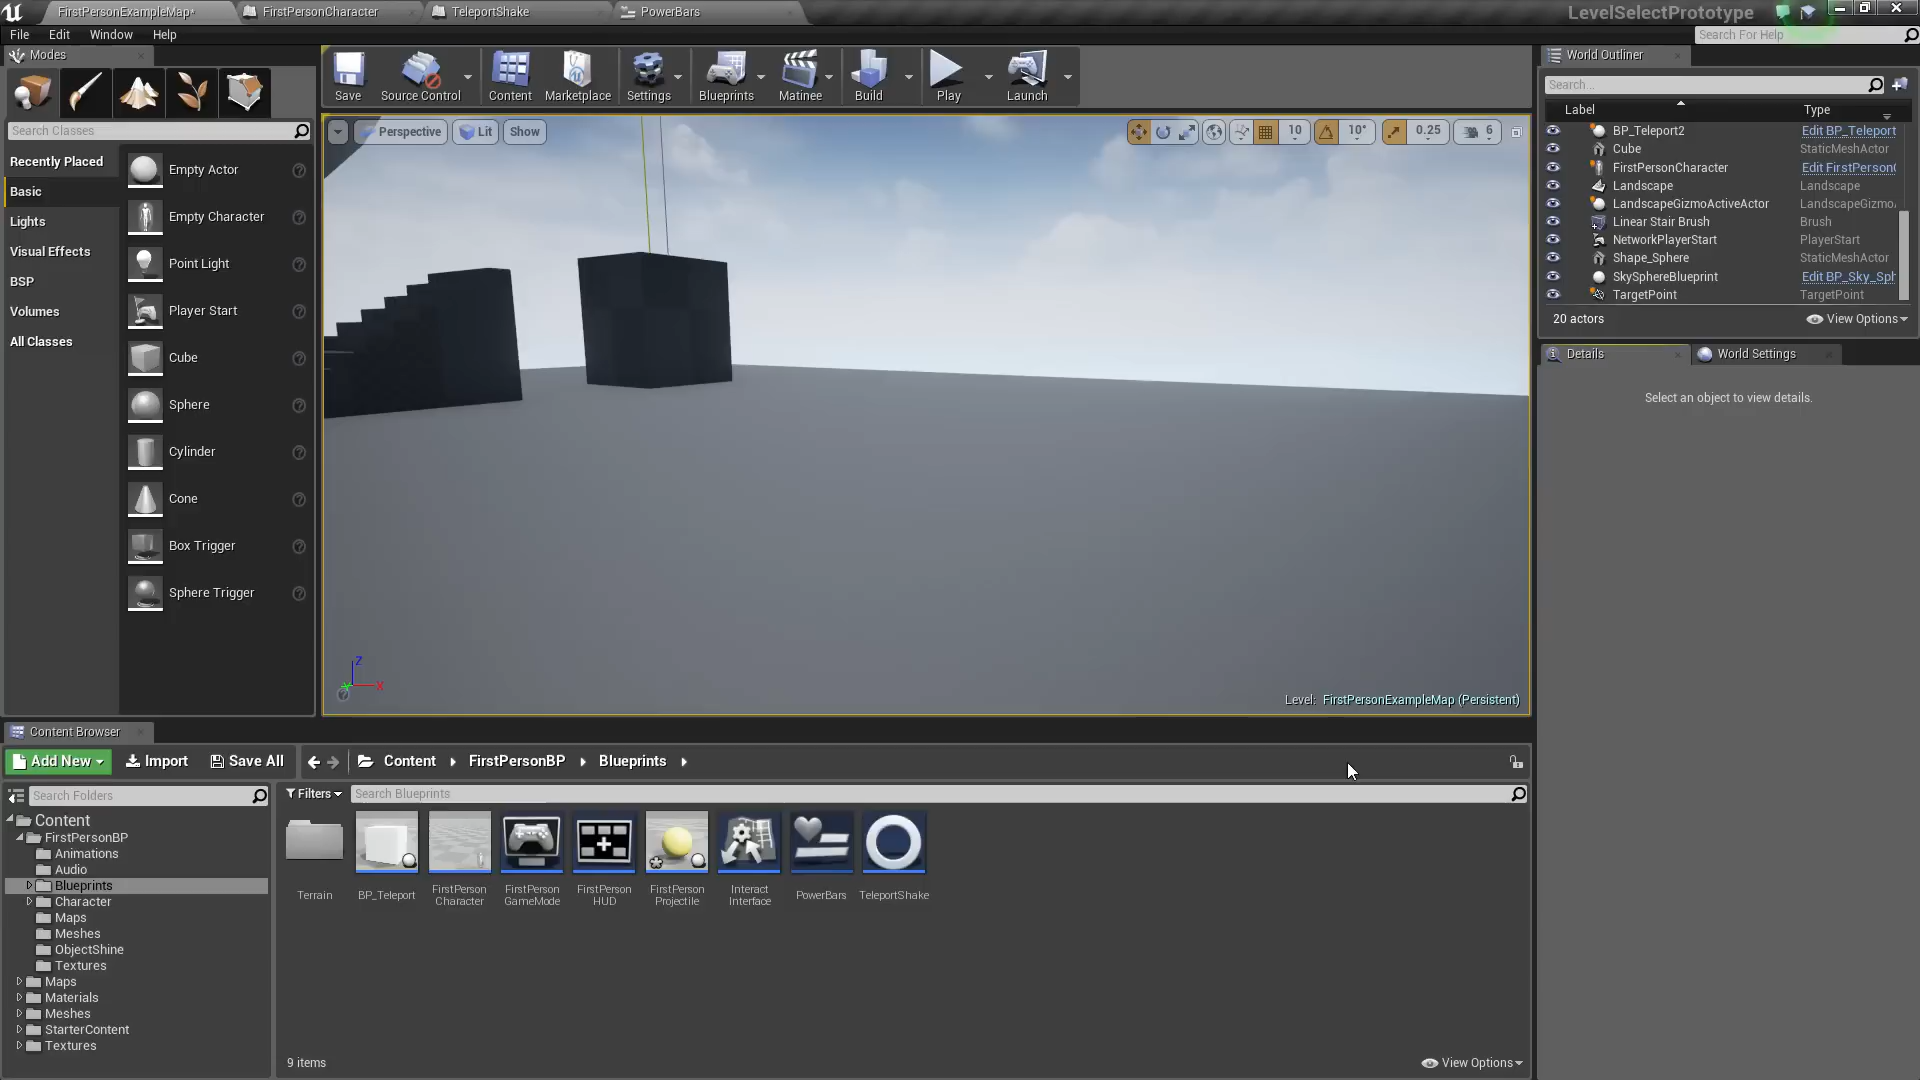 FirstPersonExampleMap*
FirstPersonCharacter
TeleportShake
PowerBars
LevelSelectPrototype
File
Edit
Window
Help
Search For Help
Modes
World Outliner
Save
Source Control
Content
Marketplace
Settings
Blueprints
Matinee
Build
Play
Launch
Search...
Label
Type
Search Classes
Perspective
Lit
Show
10
10°
0.25
6
Recently Placed
Basic
Lights
Visual Effects
BSP
Volumes
All Classes
Empty Actor
Empty Character
Point Light
Player Start
Cube
Sphere
Cylinder
Cone
Box Trigger
Sphere Trigger
BP_Teleport2 Edit BP_Teleport
Cube StaticMeshActor
FirstPersonCharacter Edit FirstPerson(
Landscape Landscape
LandscapeGizmoActiveActor LandscapeGizmo
Linear Stair Brush Brush
NetworkPlayerStart PlayerStart
Shape_Sphere StaticMeshActor
SkySphereBlueprint Edit BP_Sky_Sph
TargetPoint TargetPoint
20 actors
View Options
Details
World Settings
Select an object to view details.
Z
X
Level: FirstPersonExampleMap (Persistent)
Content Browser
Add New
Import
Save All
Content
FirstPersonBP
Blueprints
Search Folders
Filters
Search Blueprints
Content
FirstPersonBP
Animations
Audio
Blueprints
Character
Maps
Meshes
ObjectShine
Textures
Maps
Materials
Meshes
StarterContent
Textures
Terrain
BP_Teleport
FirstPerson
Character
FirstPerson
GameMode
FirstPerson
HUD
FirstPerson
Projectile
Interact
Interface
PowerBars
TeleportShake
9 items
View Options